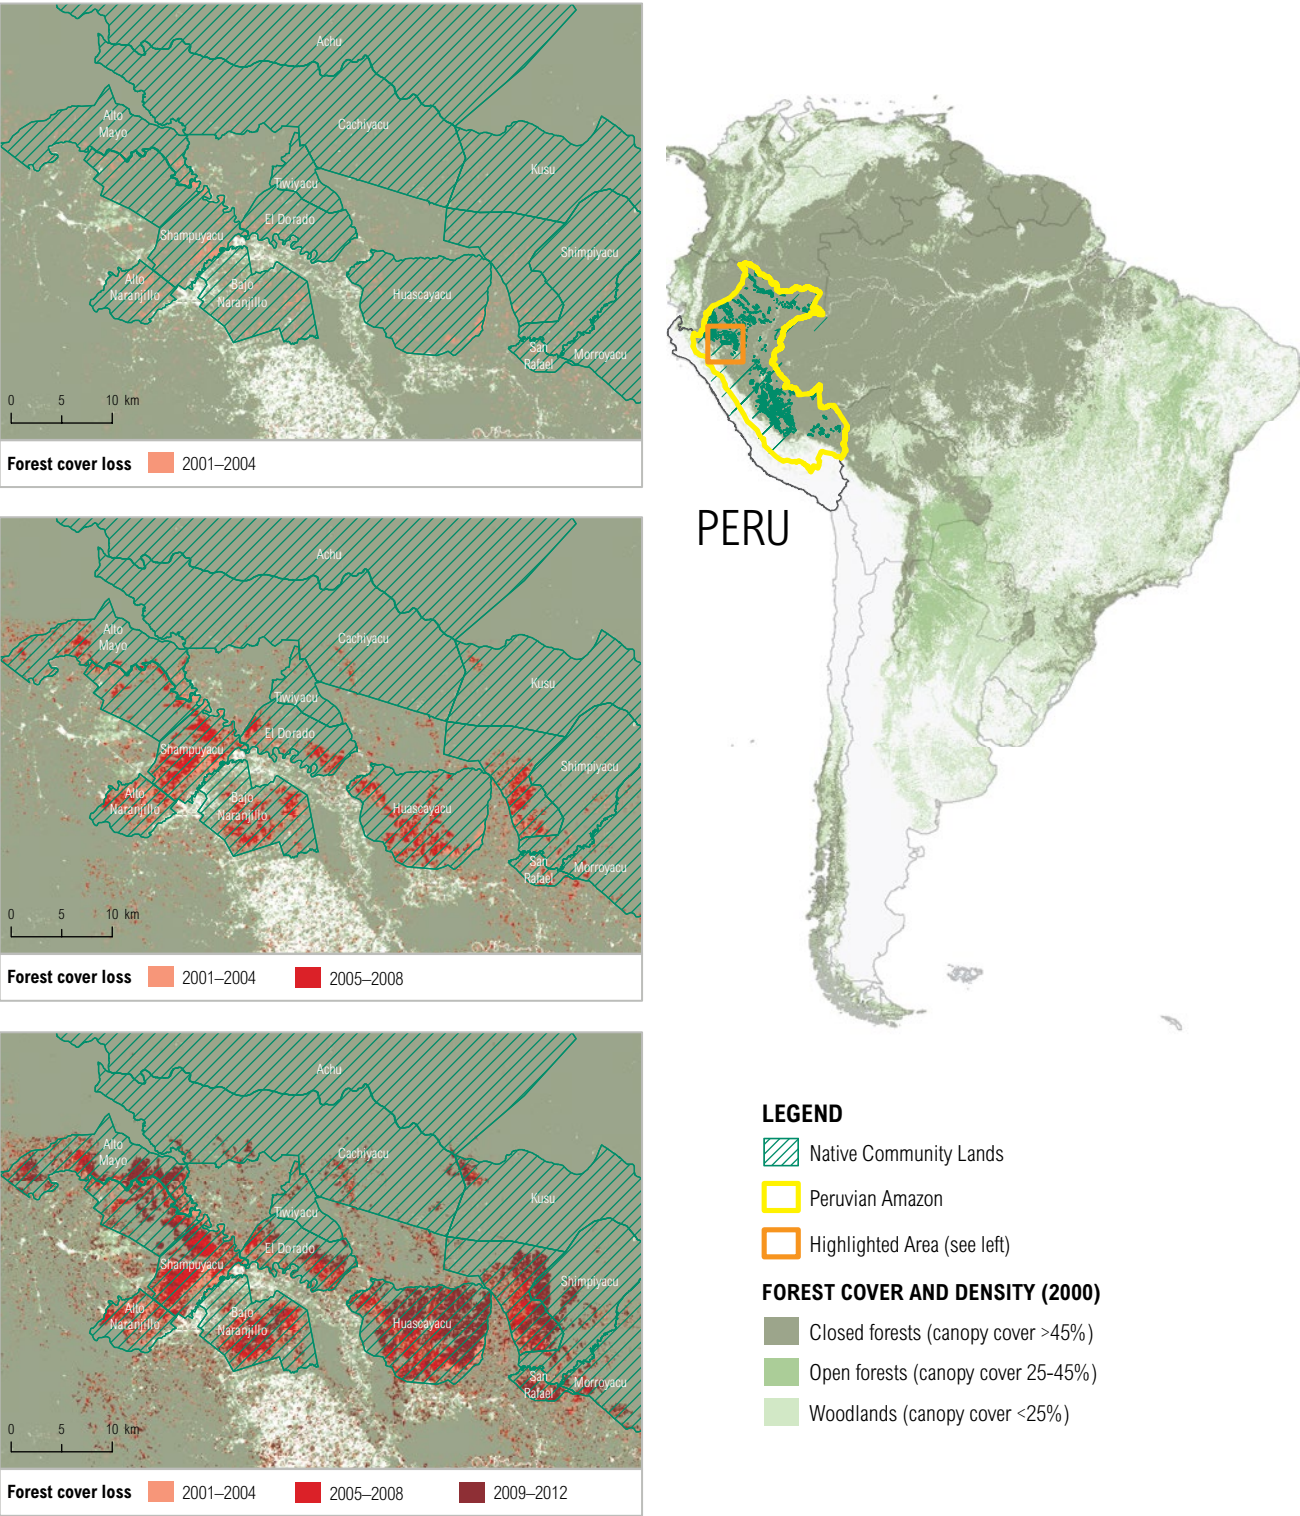 Achu
Alto
Mayo
Cachiyacu
Kusu
Tiwiyacu
El Dorado
Shampuyacu
Shimpiyacu
Alto
Naranjillo
Bajo
Naranjillo
Huascayacu
San
Rafael
Morroyacu
0 5 10 km
Forest cover loss 2001–2004
Achu
Alto
Mayo
Cachiyacu
Kusu
Tiwiyacu
El Dorado
Shampuyacu
Shimpiyacu
Alto
Naranjillo
Bajo
Naranjillo
Huascayacu
San
Rafael
Morroyacu
0 5 10 km
Forest cover loss 2001–2004 2005–2008
Achu
Alto
Mayo
Cachiyacu
Kusu
Tiwiyacu
El Dorado
Shampuyacu
Shimpiyacu
Alto
Naranjillo
Bajo
Naranjillo
Huascayacu
San
Rafael
Morroyacu
0 5 10 km
Forest cover loss 2001–2004 2005–2008 2009–2012
PERU
LEGEND
Native Community Lands
Peruvian Amazon
Highlighted Area (see left)
FOREST COVER AND DENSITY (2000)
Closed forests (canopy cover >45%)
Open forests (canopy cover 25-45%)
Woodlands (canopy cover <25%)